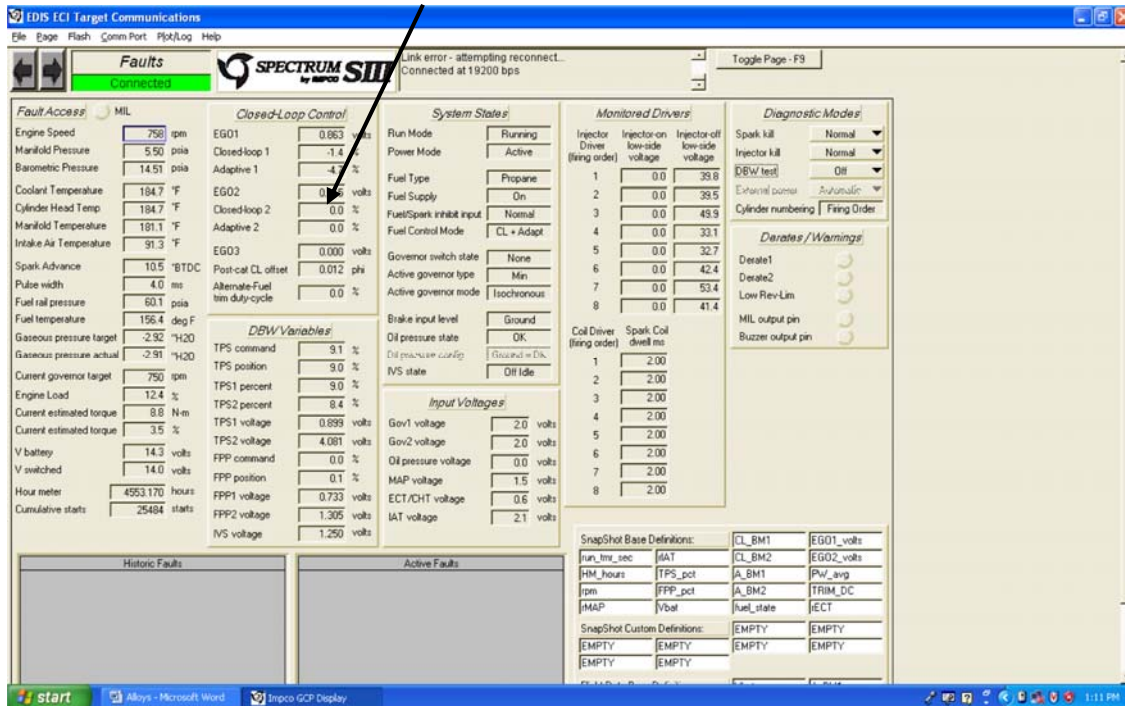 EDIS ECI Target Communications
File Page Flash Comm Port Plot/Log Help
Faults
Connected
SPECTRUM SIII
by IMPCO
Link error - attempting reconnect...
Connected at 19200 bps
Toggle Page - F9
Fault Access MIL
Engine Speed 758 rpm
Manifold Pressure 5.50 psia
Barometric Pressure 14.51 psia
Coolant Temperature 184.7 °F
Cylinder Head Temp 184.7 °F
Manifold Temperature 181.1 °F
Intake Air Temperature 91.3 °F
Spark Advance 10.5 °BTDC
Pulse width 4.0 ms
Fuel rail pressure 60.1 psia
Fuel temperature 156.4 deg F
Gaseous pressure target -2.92 "H2O
Gaseous pressure actual -2.91 "H2O
Current governor target 750 rpm
Engine Load 12.4 %
Current estimated torque 8.8 N-m
Current estimated torque 3.5 %
V battery 14.3 volts
V switched 14.0 volts
Hour meter 4553.170 hours
Cumulative starts 25484 starts
Closed-Loop Control
EGO1 0.863 volts
Closed-loop 1 -1.4 %
Adaptive 1 %
EGO2 volts
Closed-loop 2 0.0 %
Adaptive 2 0.0 %
EGO3 0.000 volts
Post-cat CL offset 0.012 phi
Alternate-Fuel
trim duty-cycle 0.0 %
DBW Variables
TPS command 9.1 %
TPS position 9.0 %
TPS1 percent 9.0 %
TPS2 percent 8.4 %
TPS1 voltage 0.899 volts
TPS2 voltage 4.081 volts
FPP command 0.0 %
FPP position 0.1 %
FPP1 voltage 0.733 volts
FPP2 voltage 1.305 volts
IVS voltage 1.250 volts
System States
Run Mode Running
Power Mode Active
Fuel Type Propane
Fuel Supply On
Fuel/Spark inhibit input Normal
Fuel Control Mode CL + Adapt
Governor switch state None
Active governor type Min
Active governor mode Isochronous
Brake input level Ground
Oil pressure state OK
Oil pressure config Ground = OK
IVS state Off Idle
Input Voltages
Gov1 voltage 2.0 volts
Gov2 voltage 2.0 volts
Oil pressure voltage 0.0 volts
MAP voltage 1.5 volts
ECT/CHT voltage 0.6 volts
IAT voltage 2.1 volts
Monitored Drivers
Injector Driver (firing order) Injector-on low-side voltage Injector-off low-side voltage
1 0.0 39.8
2 0.0 39.5
3 0.0 49.9
4 0.0 33.1
5 0.0 32.7
6 0.0 42.4
7 0.0 53.4
8 0.0 41.4
Coil Driver (firing order) Spark Coil dwell ms
1 2.00
2 2.00
3 2.00
4 2.00
5 2.00
6 2.00
7 2.00
8 2.00
Diagnostic Modes
Spark kill Normal
Injector kill Normal
DBW test Off
External power Automatic
Cylinder numbering Firing Order
Derates / Warnings
Derate1
Derate2
Low Rev-Lim
MIL output pin
Buzzer output pin
Historic Faults
Active Faults
SnapShot Base Definitions: CL_BM1 EGO1_volts
run_tmr_sec rIAT CL_BM2 EGO2_volts
HM_hours TPS_pct A_BM1 PW_avg
rpm FPP_pct A_BM2 TRIM_DC
rMAP Vbat fuel_state rECT
SnapShot Custom Definitions: EMPTY EMPTY
EMPTY EMPTY EMPTY EMPTY
EMPTY EMPTY
start Alloys - Microsoft Word Impco GCP Display 1:11 PM